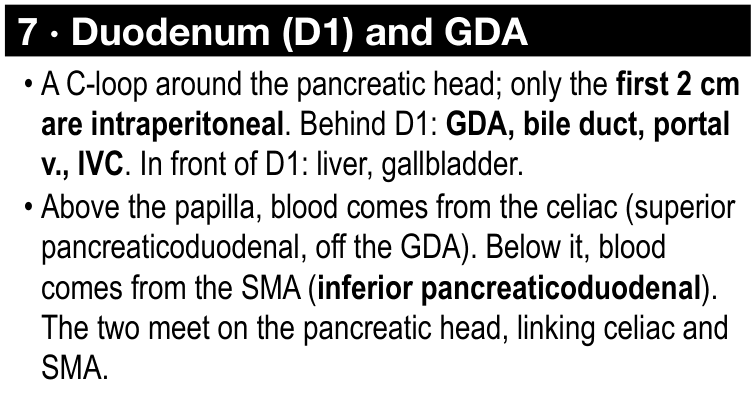 7 · Duodenum (D1) and GDA
• A C-loop around the pancreatic head; only the first 2 cm
are intraperitoneal. Behind D1: GDA, bile duct, portal
v., IVC. In front of D1: liver, gallbladder.
• Above the papilla, blood comes from the celiac (superior
pancreaticoduodenal, off the GDA). Below it, blood
comes from the SMA (inferior pancreaticoduodenal).
The two meet on the pancreatic head, linking celiac and
SMA.